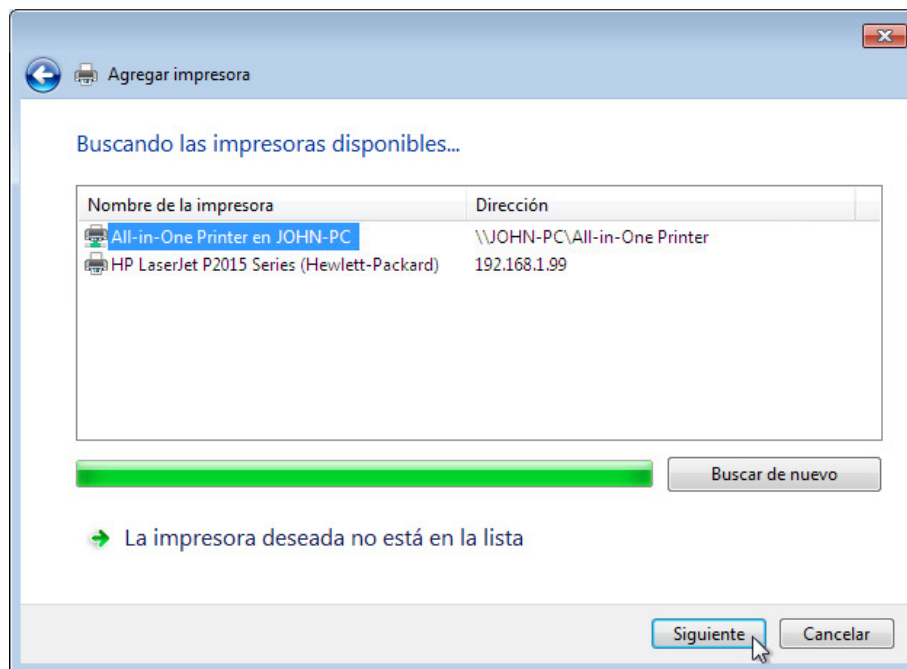 Agregar impresora
Buscando las impresoras disponibles...
Nombre de la impresora Dirección
All-in-One Printer en JOHN-PC \\JOHN-PC\All-in-One Printer
HP LaserJet P2015 Series (Hewlett-Packard) 192.168.1.99
Buscar de nuevo
La impresora deseada no está en la lista
Siguiente Cancelar